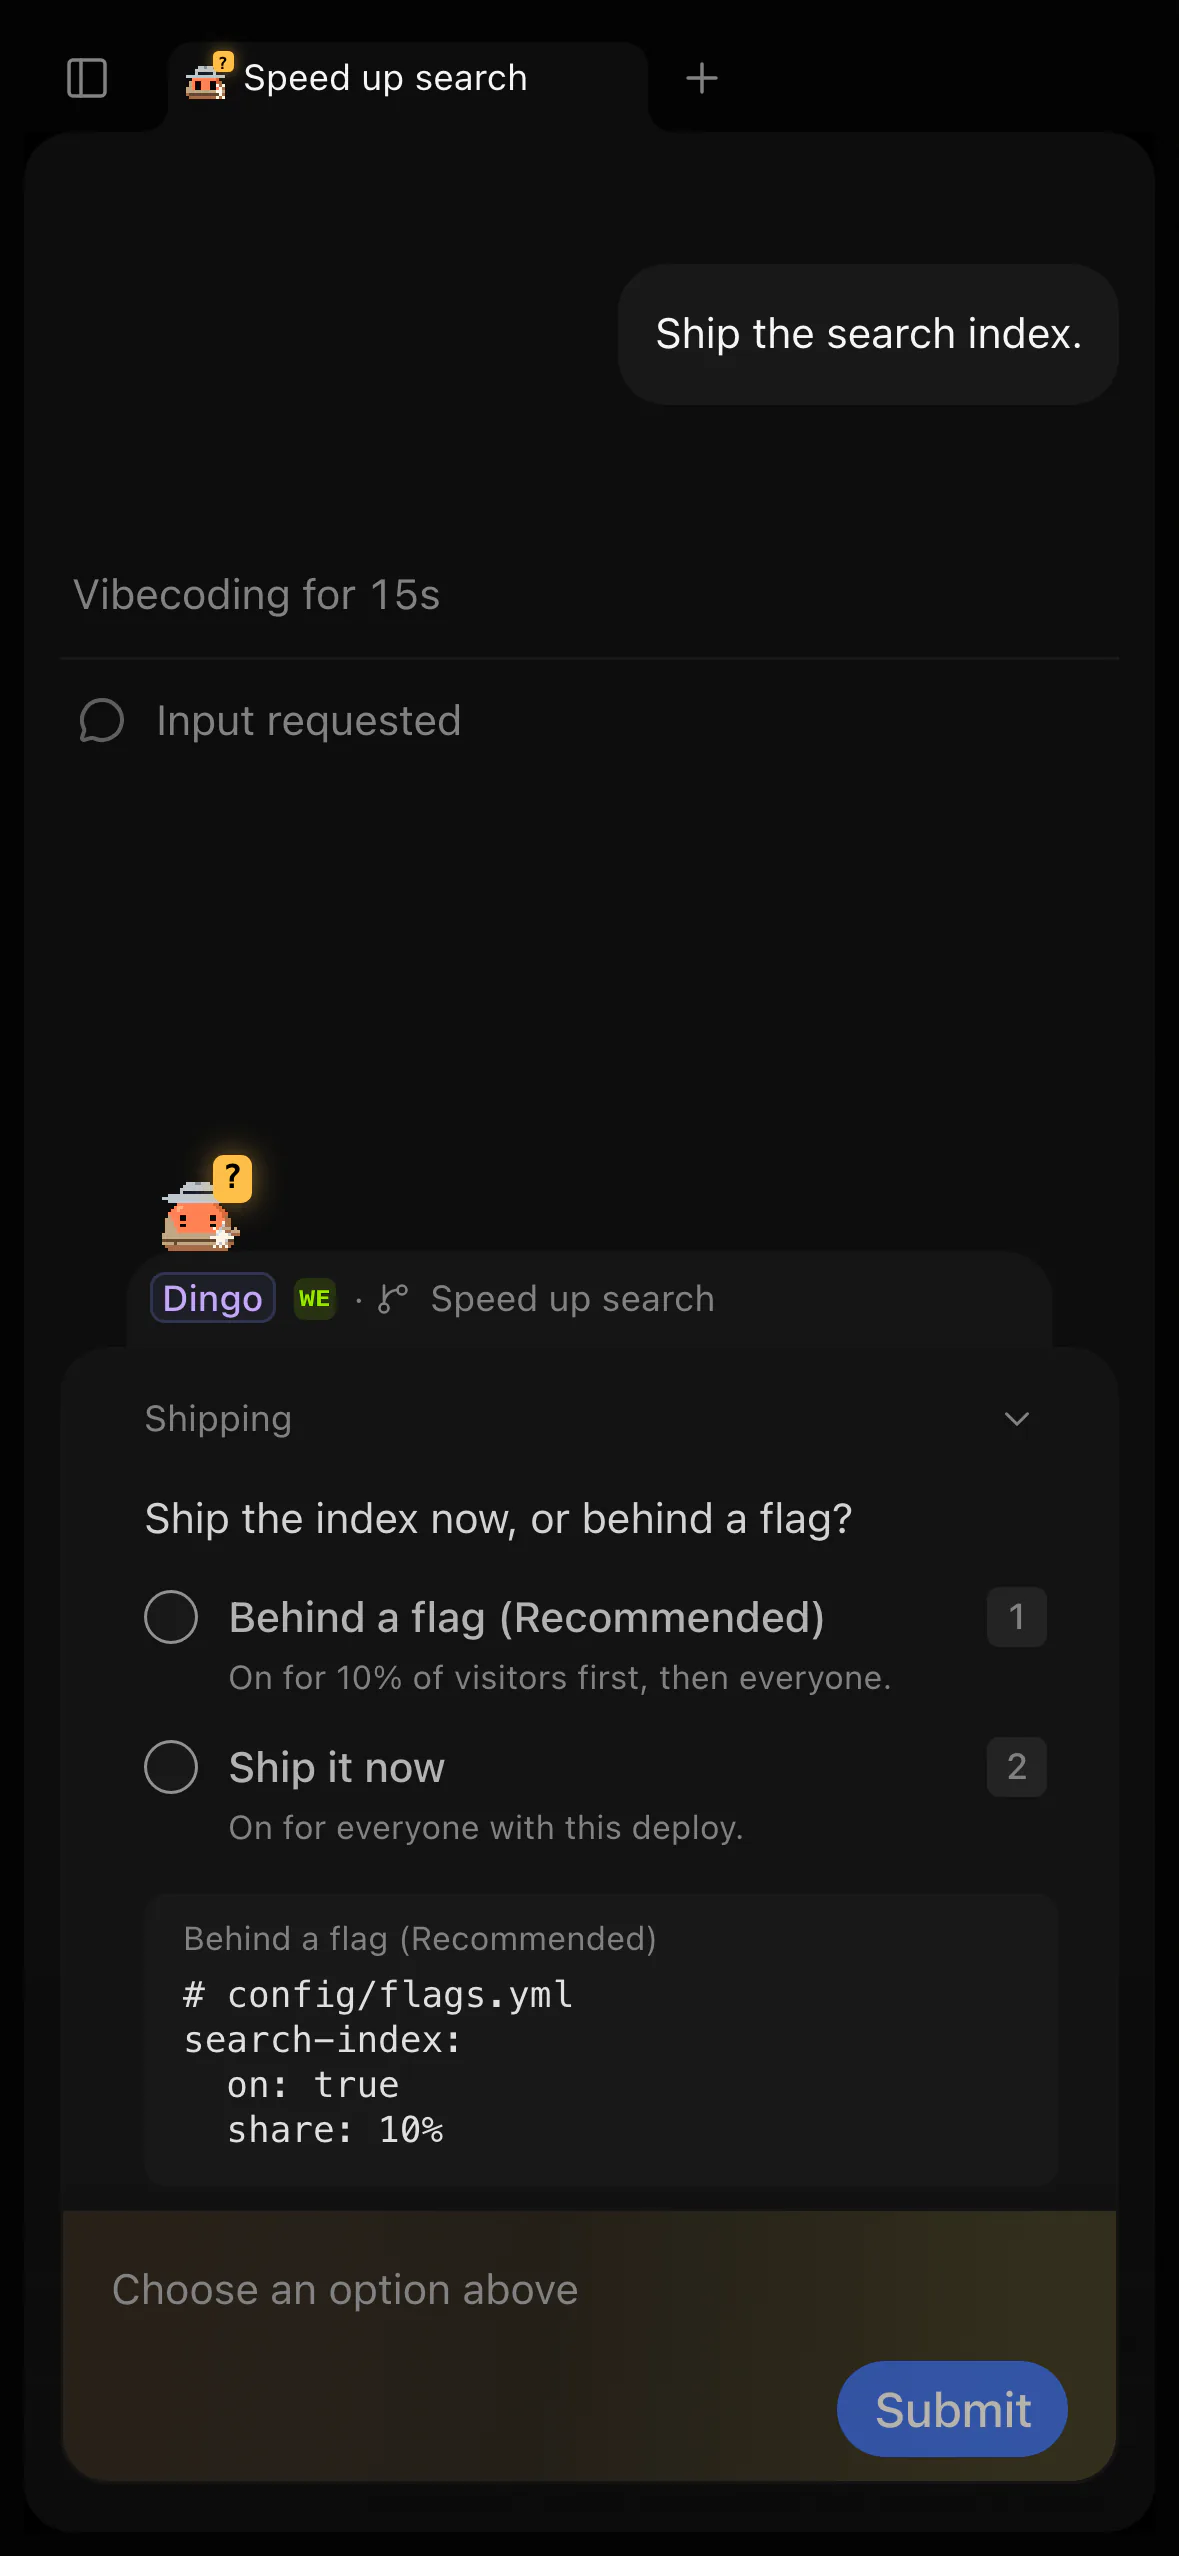 ?
Speed up search
Ship the search index.
Vibecoding for 15s
Input requested
?
Dingo WE · Speed up search
Shipping
Ship the index now, or behind a flag?
Behind a flag (Recommended) 1
On for 10% of visitors first, then everyone.
Ship it now 2
On for everyone with this deploy.
Behind a flag (Recommended)
# config/flags.yml
search-index:
  on: true
  share: 10%
Choose an option above
Submit